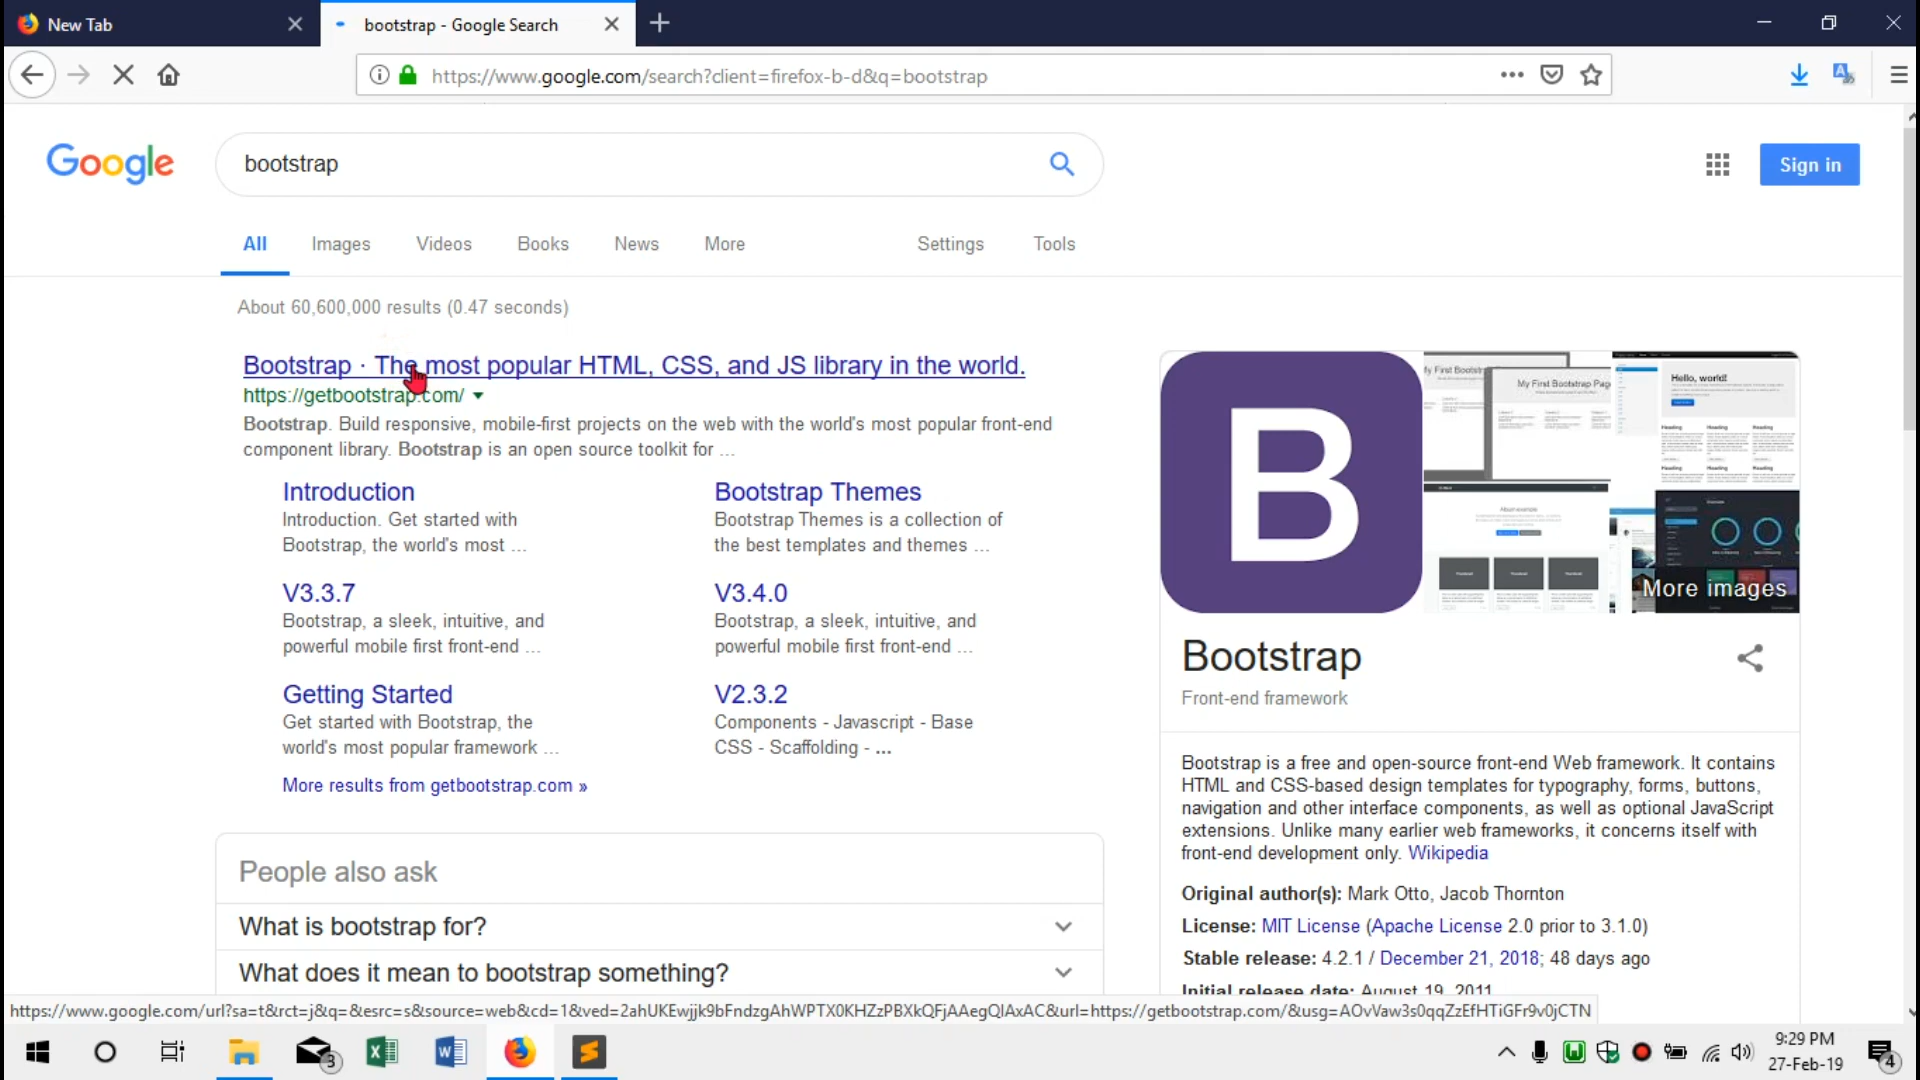 New Tab
bootstrap - Google Search
https://www.google.com/search?client=firefox-b-d&q=bootstrap
Google
bootstrap
Sign in
All Images Videos Books News More Settings Tools
About 60,600,000 results (0.47 seconds)
Bootstrap · The most popular HTML, CSS, and JS library in the world.
https://getbootstrap.com/
Bootstrap. Build responsive, mobile-first projects on the web with the world's most popular front-end
component library. Bootstrap is an open source toolkit for ...
Introduction
Introduction. Get started with
Bootstrap, the world's most ...
Bootstrap Themes
Bootstrap Themes is a collection of
the best templates and themes ...
V3.3.7
Bootstrap, a sleek, intuitive, and
powerful mobile first front-end ...
V3.4.0
Bootstrap, a sleek, intuitive, and
powerful mobile first front-end ...
Getting Started
Get started with Bootstrap, the
world's most popular framework ...
V2.3.2
Components - Javascript - Base
CSS - Scaffolding - ...
More results from getbootstrap.com »
People also ask
What is bootstrap for?
What does it mean to bootstrap something?
B
My First Bootstrap Pag
Hello, world!
More images
Bootstrap
Front-end framework
Bootstrap is a free and open-source front-end Web framework. It contains
HTML and CSS-based design templates for typography, forms, buttons,
navigation and other interface components, as well as optional JavaScript
extensions. Unlike many earlier web frameworks, it concerns itself with
front-end development only. Wikipedia
Original author(s): Mark Otto, Jacob Thornton
License: MIT License (Apache License 2.0 prior to 3.1.0)
Stable release: 4.2.1 / December 21, 2018; 48 days ago
Initial release date: August 19, 2011
https://www.google.com/url?sa=t&rct=j&q=&esrc=s&source=web&cd=1&ved=2ahUKEwjjk9bFndzgAhWPTX0KHZzPBXkQFjAAegQIAxAC&url=https://getbootstrap.com/&usg=AOvVaw3s0qqZzEfHTiGFr9v0jCTN
3
9:29 PM
27-Feb-19
4